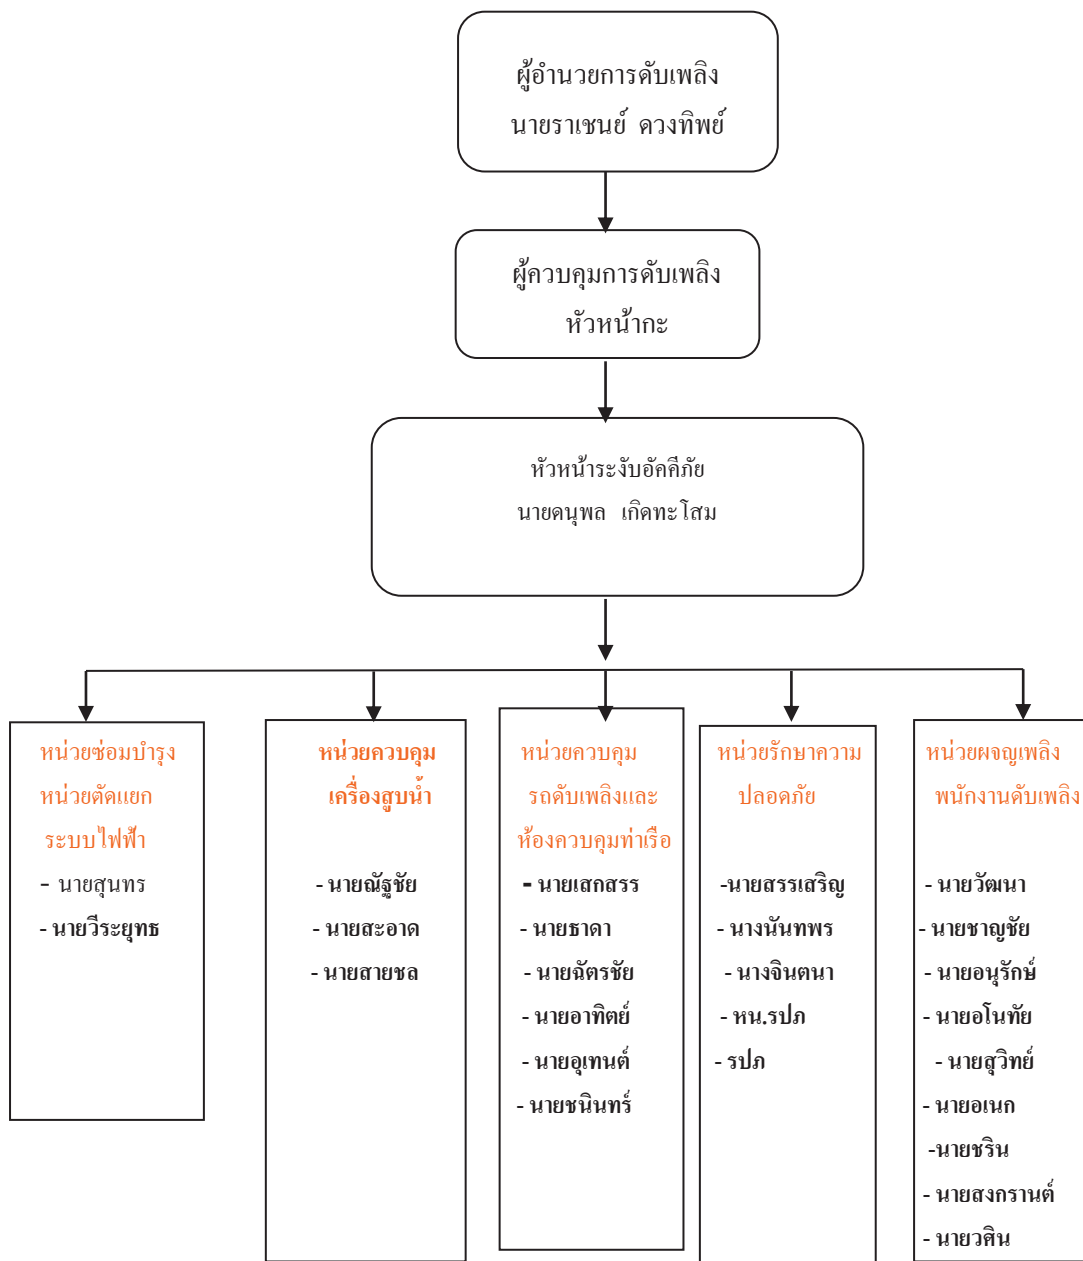 ผู้อำนวยการดับเพลิง
นายราเชนย์ ดวงทิพย์
ผู้ควบคุมการดับเพลิง
หัวหน้ากะ
หัวหน้าระงับอัคคีภัย
นายดนุพล เกิดทะโสม
หน่วยซ่อมบำรุง
หน่วยตัดแยก
ระบบไฟฟ้า
- นายสุนทร
- นายวีระยุทธ
หน่วยควบคุม
เครื่องสูบน้ำ
- นายณัฐชัย
- นายสะอาด
- นายสายชล
หน่วยควบคุม
รถดับเพลิงและ
ห้องควบคุมท่าเรือ
- นายเสกสรร
- นายธาดา
- นายฉัตรชัย
- นายอาทิตย์
- นายอุเทนต์
- นายชนินทร์
หน่วยรักษาความ
ปลอดภัย
-นายสรรเสริญ
- นางนันทพร
- นางจินตนา
- หน.รปภ
- รปภ
หน่วยผจญเพลิง
พนักงานดับเพลิง
- นายวัฒนา
- นายชาญชัย
- นายอนุรักษ์
- นายอโนทัย
- นายสุวิทย์
- นายอเนก
-นายชริน
- นายสงกรานต์
- นายวศิน